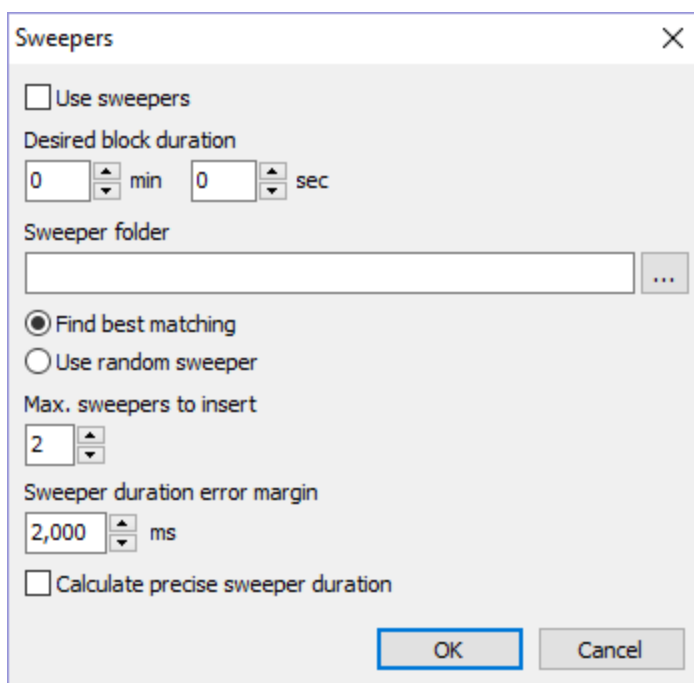 Sweepers
Use sweepers
Desired block duration
0 min 0 sec
Sweeper folder
...
Find best matching
Use random sweeper
Max. sweepers to insert
2
Sweeper duration error margin
2,000 ms
Calculate precise sweeper duration
OK Cancel